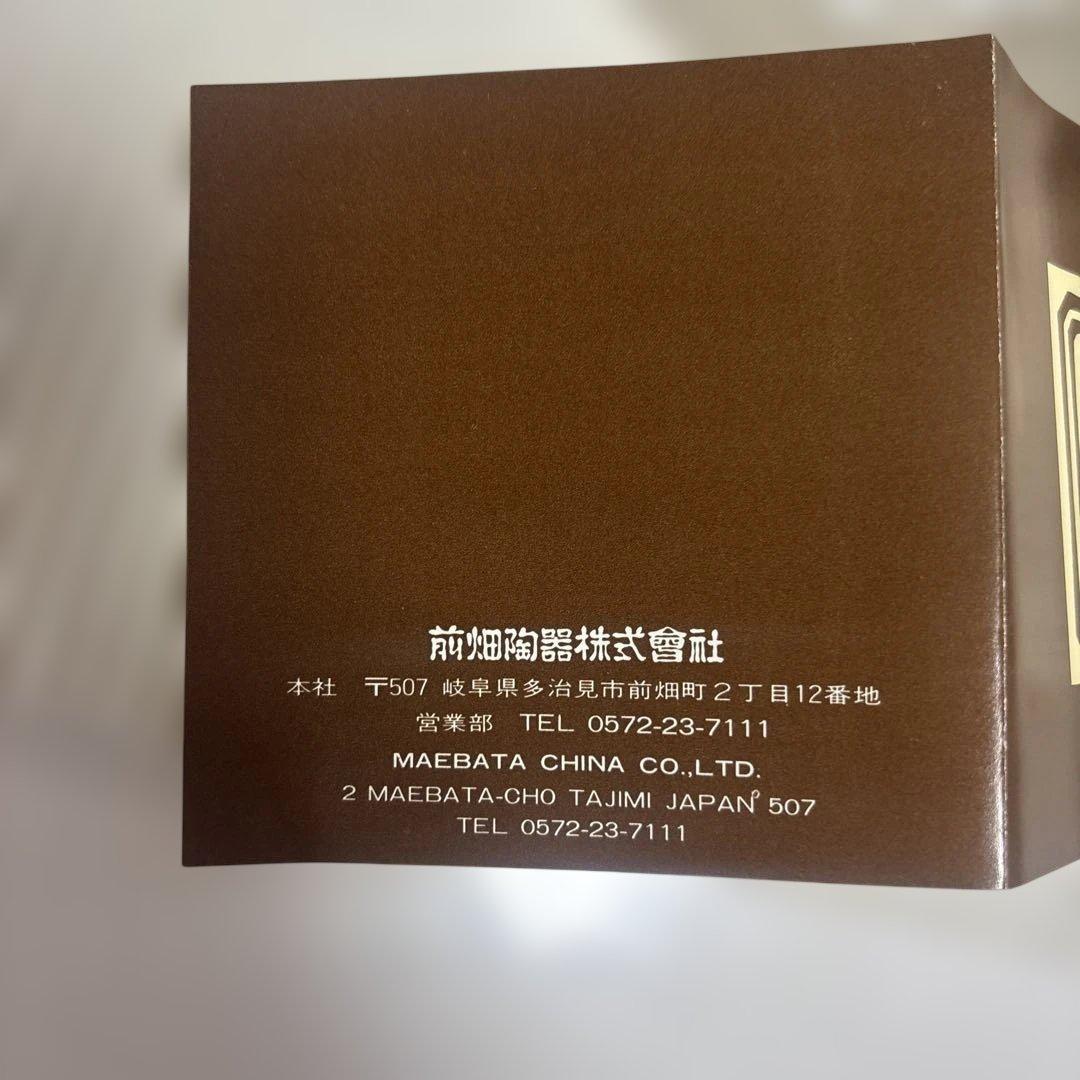 前畑陶器株式會社
本社 〒507 岐阜県多治見市前畑町2丁目12番地
営業部 TEL 0572-23-7111
MAEBATA CHINA CO.,LTD.
2 MAEBATA-CHO TAJIMI JAPAN 507
TEL 0572-23-7111